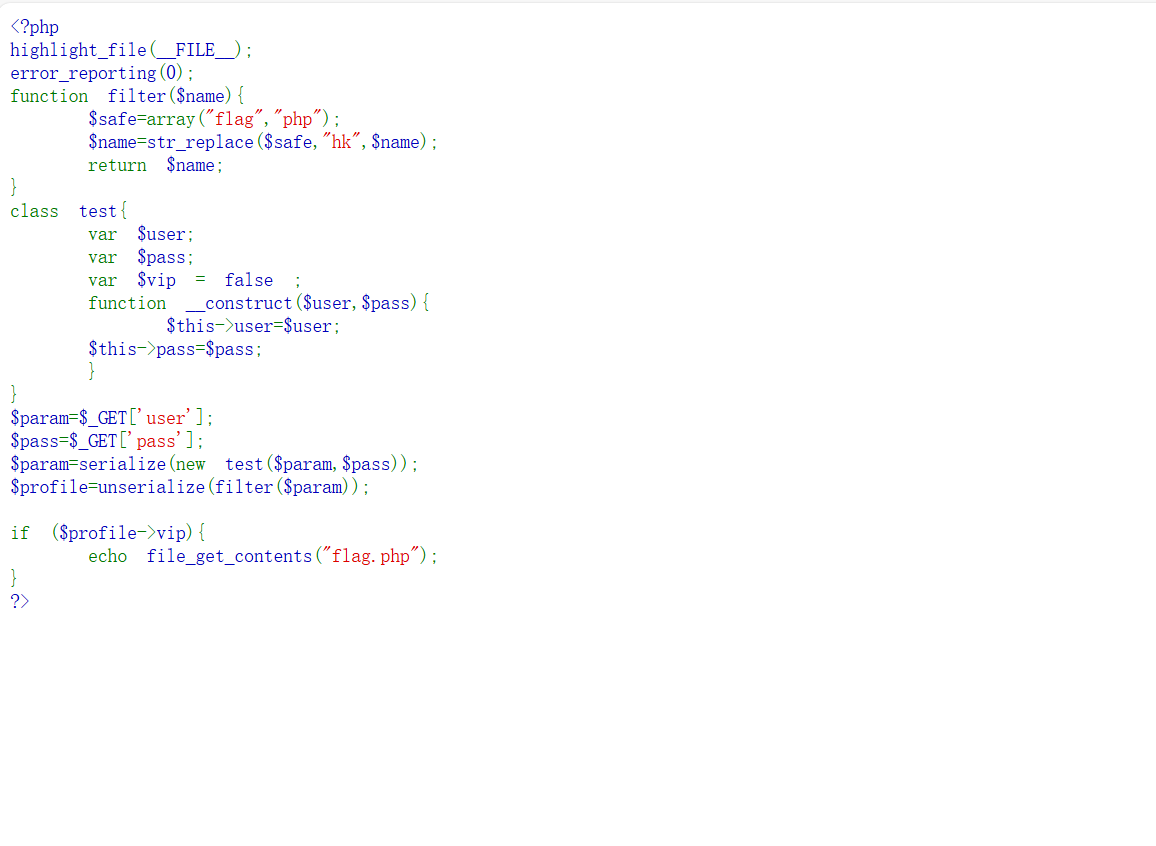 <?php
highlight_file(__FILE__);
error_reporting(0);
function filter($name){
$safe=array("flag","php");
$name=str_replace($safe,"hk",$name);
return $name;
}
class test{
var $user;
var $pass;
var $vip = false ;
function __construct($user,$pass){
$this->user=$user;
$this->pass=$pass;
}
}
$param=$_GET['user'];
$pass=$_GET['pass'];
$param=serialize(new test($param,$pass));
$profile=unserialize(filter($param));
if ($profile->vip){
echo file_get_contents("flag.php");
}
?>